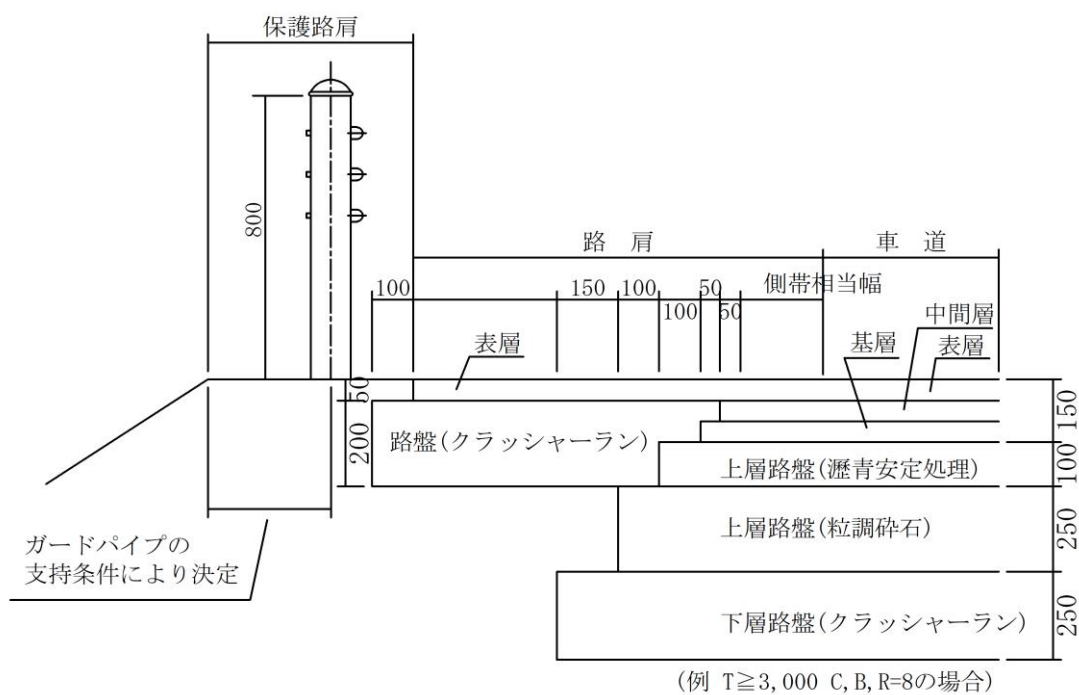 保護路肩
800
路 肩
車 道
100
150
100
50
側帯相当幅
100
50
中間層
基層
表層
表層
50
150
路盤(クラッシャーラン)
200
上層路盤(瀝青安定処理)
100
上層路盤(粒調砕石)
250
ガードパイプの
支持条件により決定
下層路盤(クラッシャーラン)
250
(例 T≧3,000 C,B,R=8の場合)